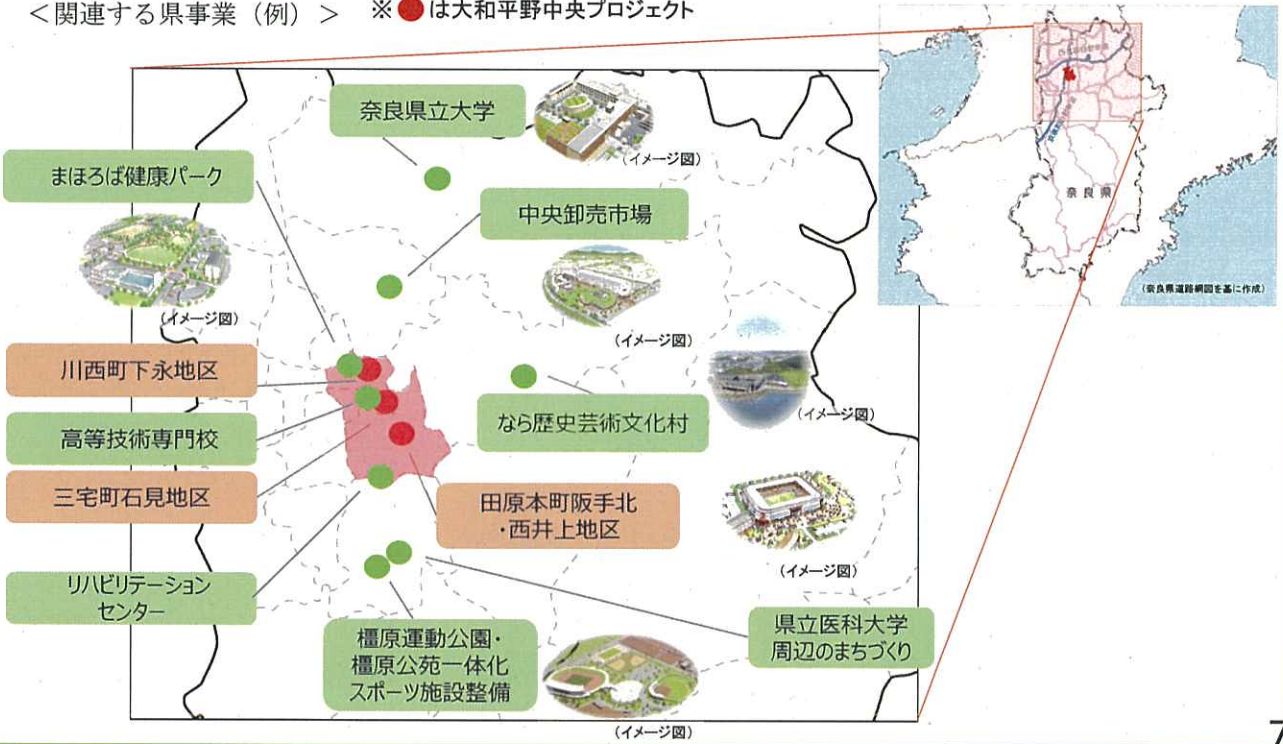 ＜関連する県事業（例）＞ ※●は大和平野中央プロジェクト
奈良県立大学
（イメージ図）
まほろば健康パーク
（イメージ図）
中央卸売市場
（イメージ図）
奈良県
（奈良県道路網図を基に作成）
川西町下永地区
高等技術専門校
三宅町石見地区
なら歴史芸術文化村
（イメージ図）
田原本町阪手北
・西井上地区
（イメージ図）
リハビリテーション
センター
橿原運動公園・
橿原公苑一体化
スポーツ施設整備
（イメージ図）
県立医科大学
周辺のまちづくり
7